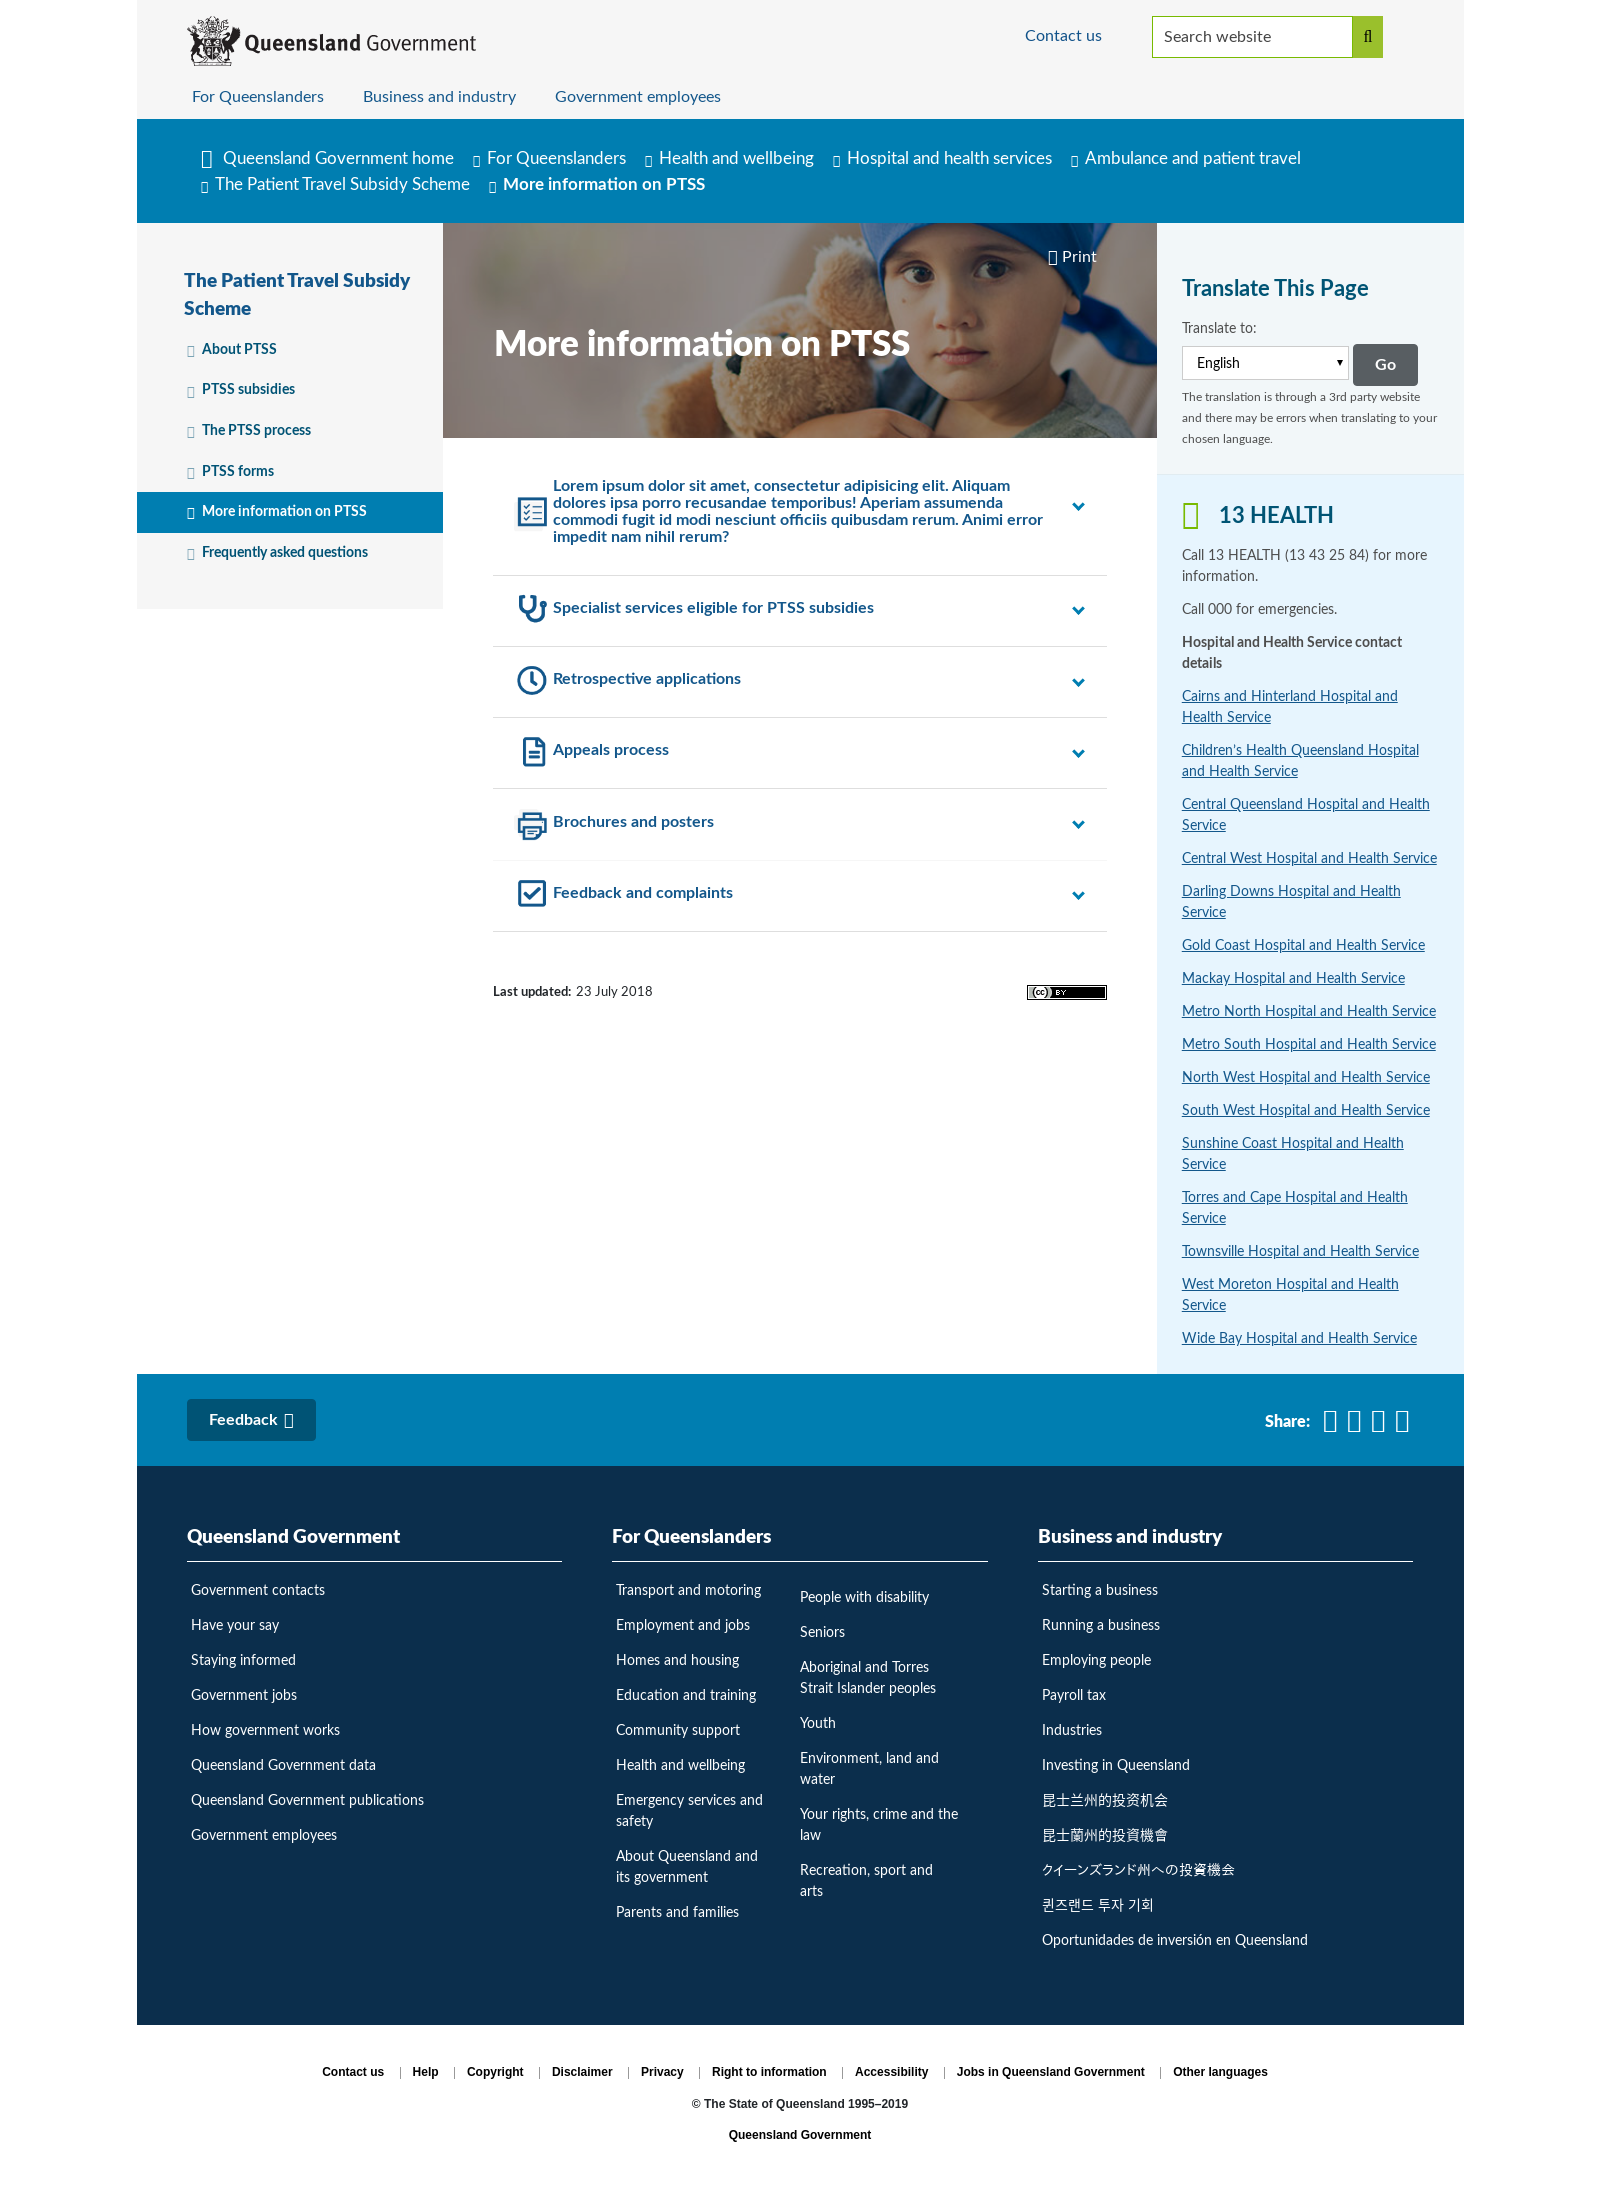 Queensland Government
Contact us
Search website
For Queenslanders
Business and industry
Government employees
Queensland Government home
For Queenslanders
Health and wellbeing
Hospital and health services
Ambulance and patient travel
The Patient Travel Subsidy Scheme
More information on PTSS
The Patient Travel Subsidy
Scheme
About PTSS
PTSS subsidies
The PTSS process
PTSS forms
More information on PTSS
Frequently asked questions
Print
More information on PTSS
Lorem ipsum dolor sit amet, consectetur adipisicing elit. Aliquam
dolores ipsa porro recusandae temporibus! Aperiam assumenda
commodi fugit id modi nesciunt officiis quibusdam rerum. Animi error
impedit nam nihil rerum?
Specialist services eligible for PTSS subsidies
Retrospective applications
Appeals process
Brochures and posters
Feedback and complaints
Last updated: 23 July 2018
cc BY
Translate This Page
Translate to:
English
Go
The translation is through a 3rd party website
and there may be errors when translating to your
chosen language.
13 HEALTH
Call 13 HEALTH (13 43 25 84) for more
information.
Call 000 for emergencies.
Hospital and Health Service contact
details
Cairns and Hinterland Hospital and
Health Service
Children's Health Queensland Hospital
and Health Service
Central Queensland Hospital and Health
Service
Central West Hospital and Health Service
Darling Downs Hospital and Health
Service
Gold Coast Hospital and Health Service
Mackay Hospital and Health Service
Metro North Hospital and Health Service
Metro South Hospital and Health Service
North West Hospital and Health Service
South West Hospital and Health Service
Sunshine Coast Hospital and Health
Service
Torres and Cape Hospital and Health
Service
Townsville Hospital and Health Service
West Moreton Hospital and Health
Service
Wide Bay Hospital and Health Service
Feedback
Share:
Queensland Government
Government contacts
Have your say
Staying informed
Government jobs
How government works
Queensland Government data
Queensland Government publications
Government employees
For Queenslanders
Transport and motoring
Employment and jobs
Homes and housing
Education and training
Community support
Health and wellbeing
Emergency services and
safety
About Queensland and
its government
Parents and families
People with disability
Seniors
Aboriginal and Torres
Strait Islander peoples
Youth
Environment, land and
water
Your rights, crime and the
law
Recreation, sport and
arts
Business and industry
Starting a business
Running a business
Employing people
Payroll tax
Industries
Investing in Queensland
昆士兰州的投资机会
昆士蘭州的投資機會
クイーンズランド州への投資機会
퀸즈랜드 투자 기회
Oportunidades de inversión en Queensland
Contact us | Help | Copyright | Disclaimer | Privacy | Right to information | Accessibility | Jobs in Queensland Government | Other languages
© The State of Queensland 1995–2019
Queensland Government